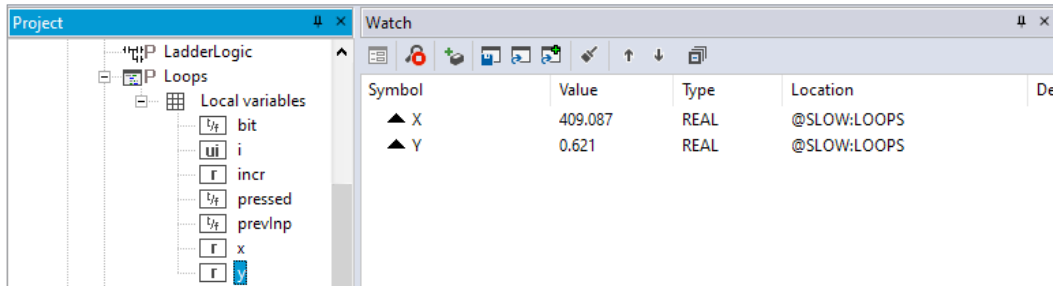 Project
LadderLogic
P Loops
Local variables
t/f bit
ui i
r incr
t/f pressed
t/f prevInp
r x
r y
Watch
Symbol Value Type Location De
X 409.087 REAL @SLOW:LOOPS
Y 0.621 REAL @SLOW:LOOPS